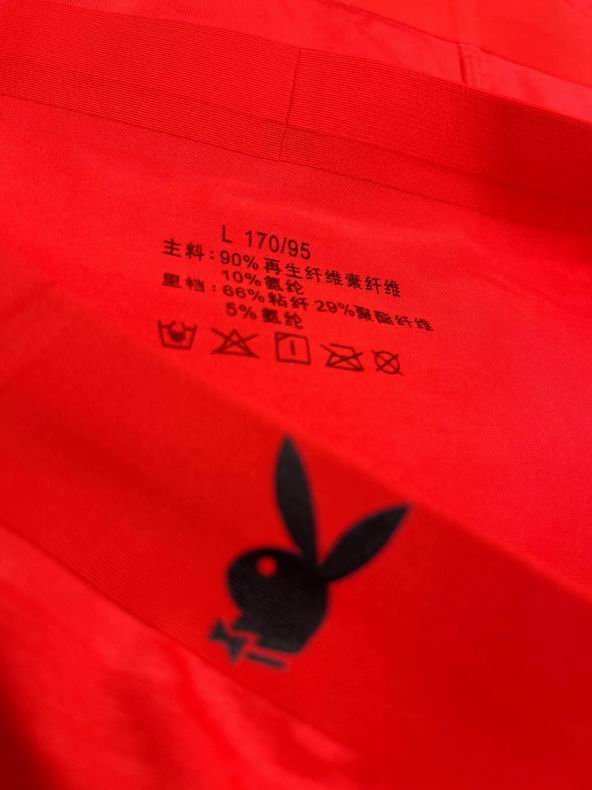 L 170/95
主料:90%再生纤维素纤维
10%氨纶
里裆:66%粘纤 29%聚酯纤维
5%氨纶